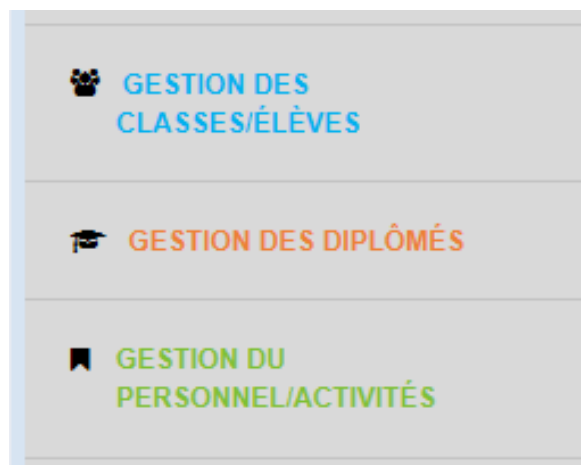 GESTION DES
CLASSES/ÉLÈVES
GESTION DES DIPLÔMÉS
GESTION DU
PERSONNEL/ACTIVITÉS